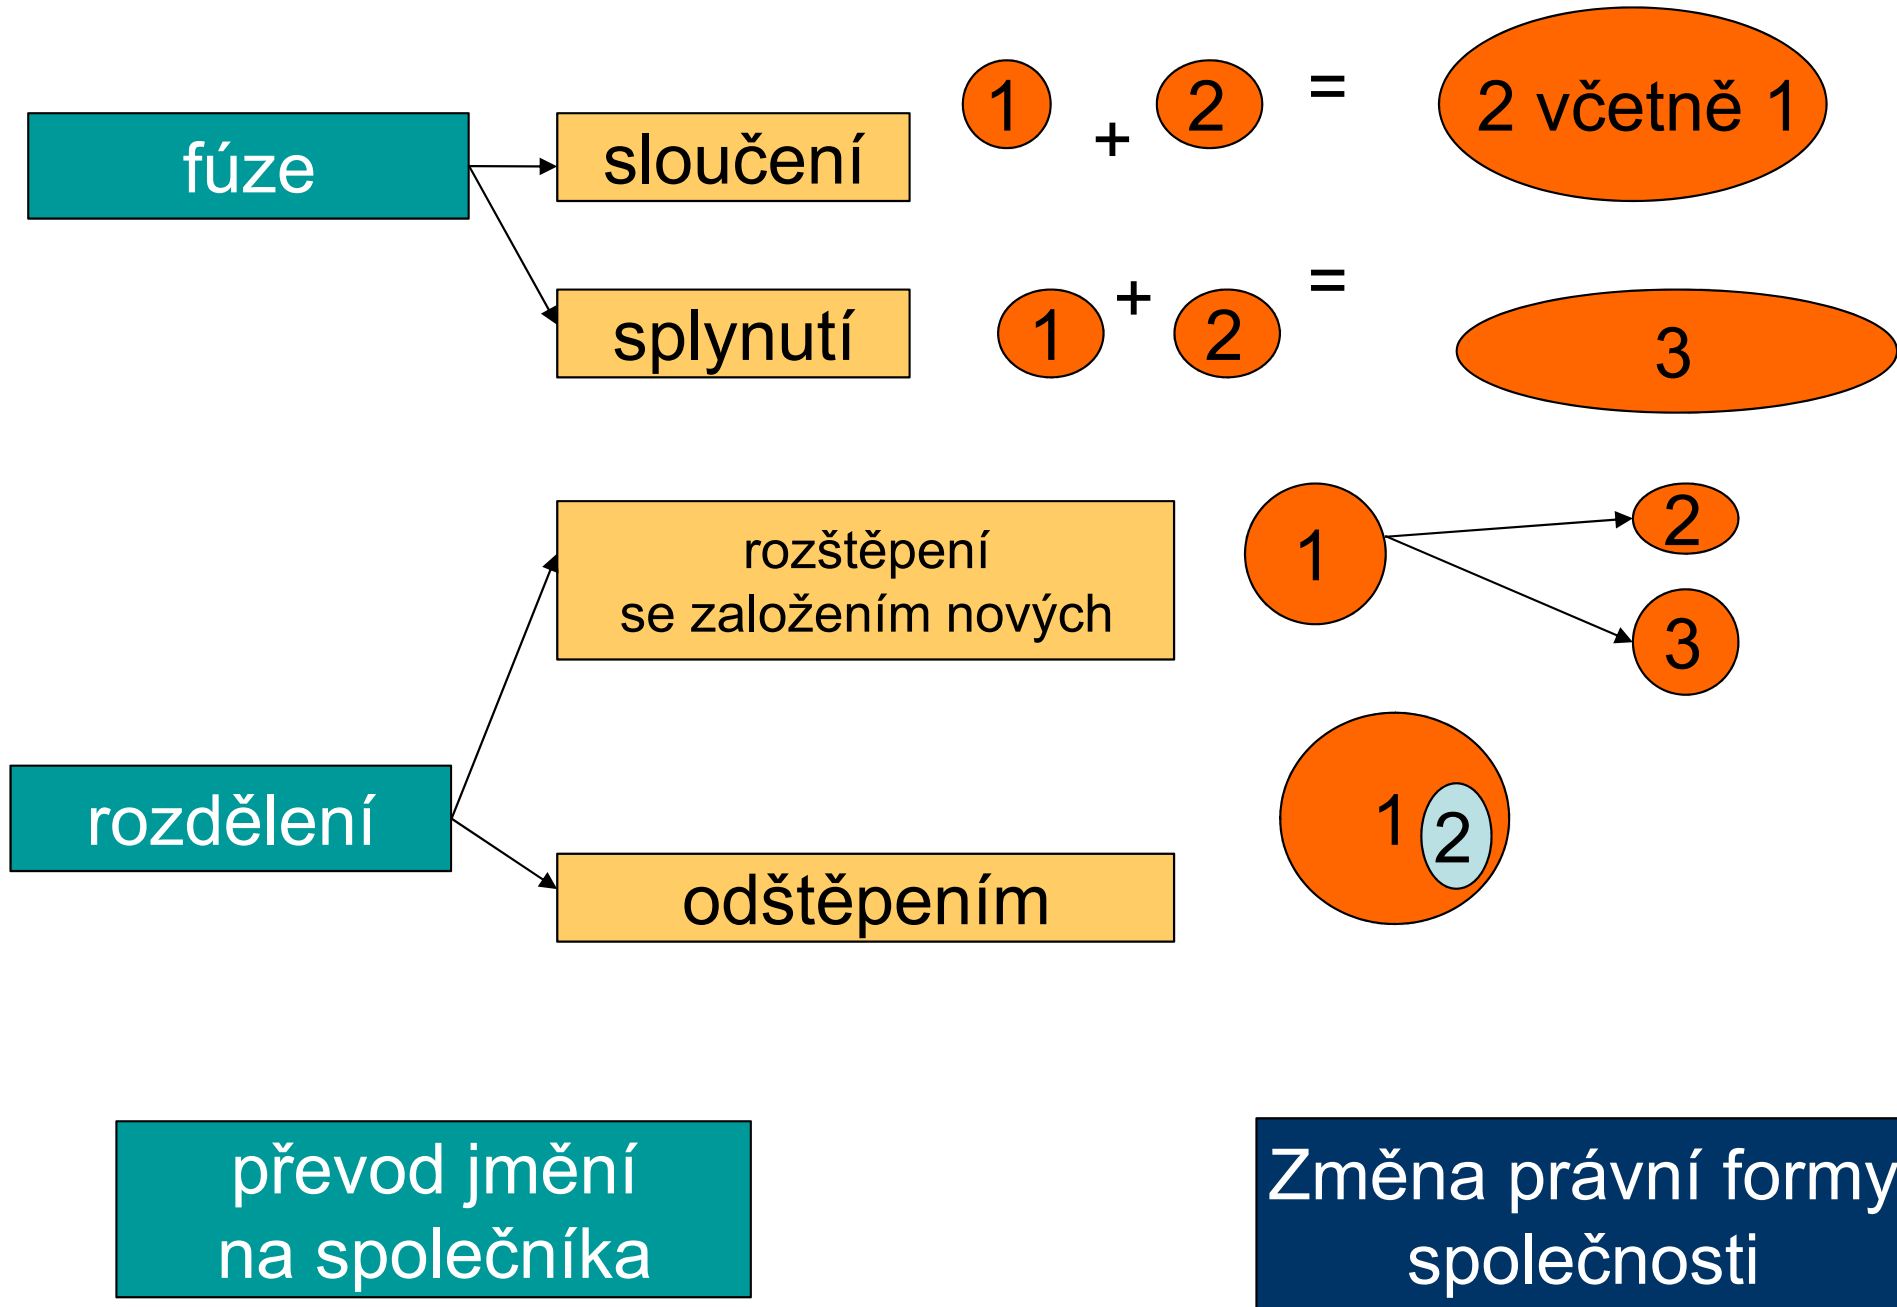 fúze
sloučení
1 + 2 = 2 včetně 1
splynutí
1 + 2 = 3
rozdělení
rozštěpení
se založením nových
1
2
3
odštěpením
1
2
převod jmění
na společníka
Změna právní formy
společnosti